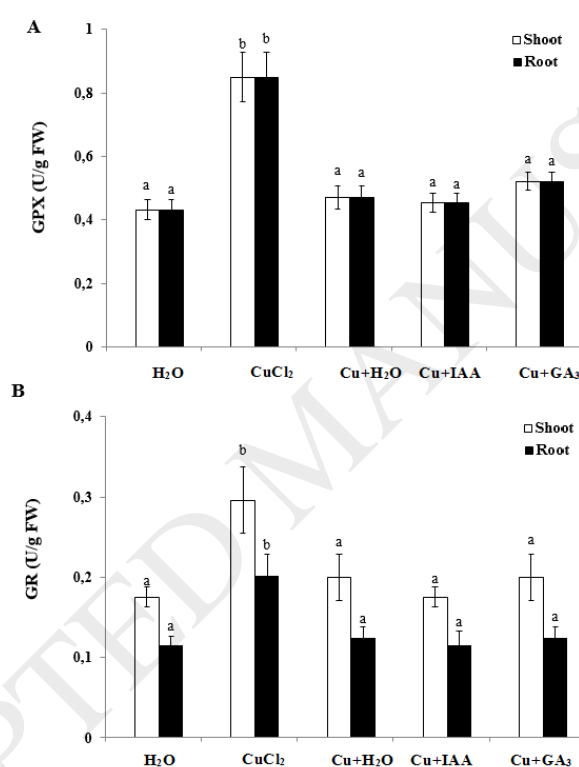 A
1
0,8
0,6
0,4
0,2
0
GPX (U/g FW)
Shoot
Root
a a b b a a a a a a
H2O CuCl2 Cu+H2O Cu+IAA Cu+GA3
B
0,4
0,3
0,2
0,1
0
GR (U/g FW)
Shoot
Root
a a b b a a a a a a
H2O CuCl2 Cu+H2O Cu+IAA Cu+GA3
PTED MANUS